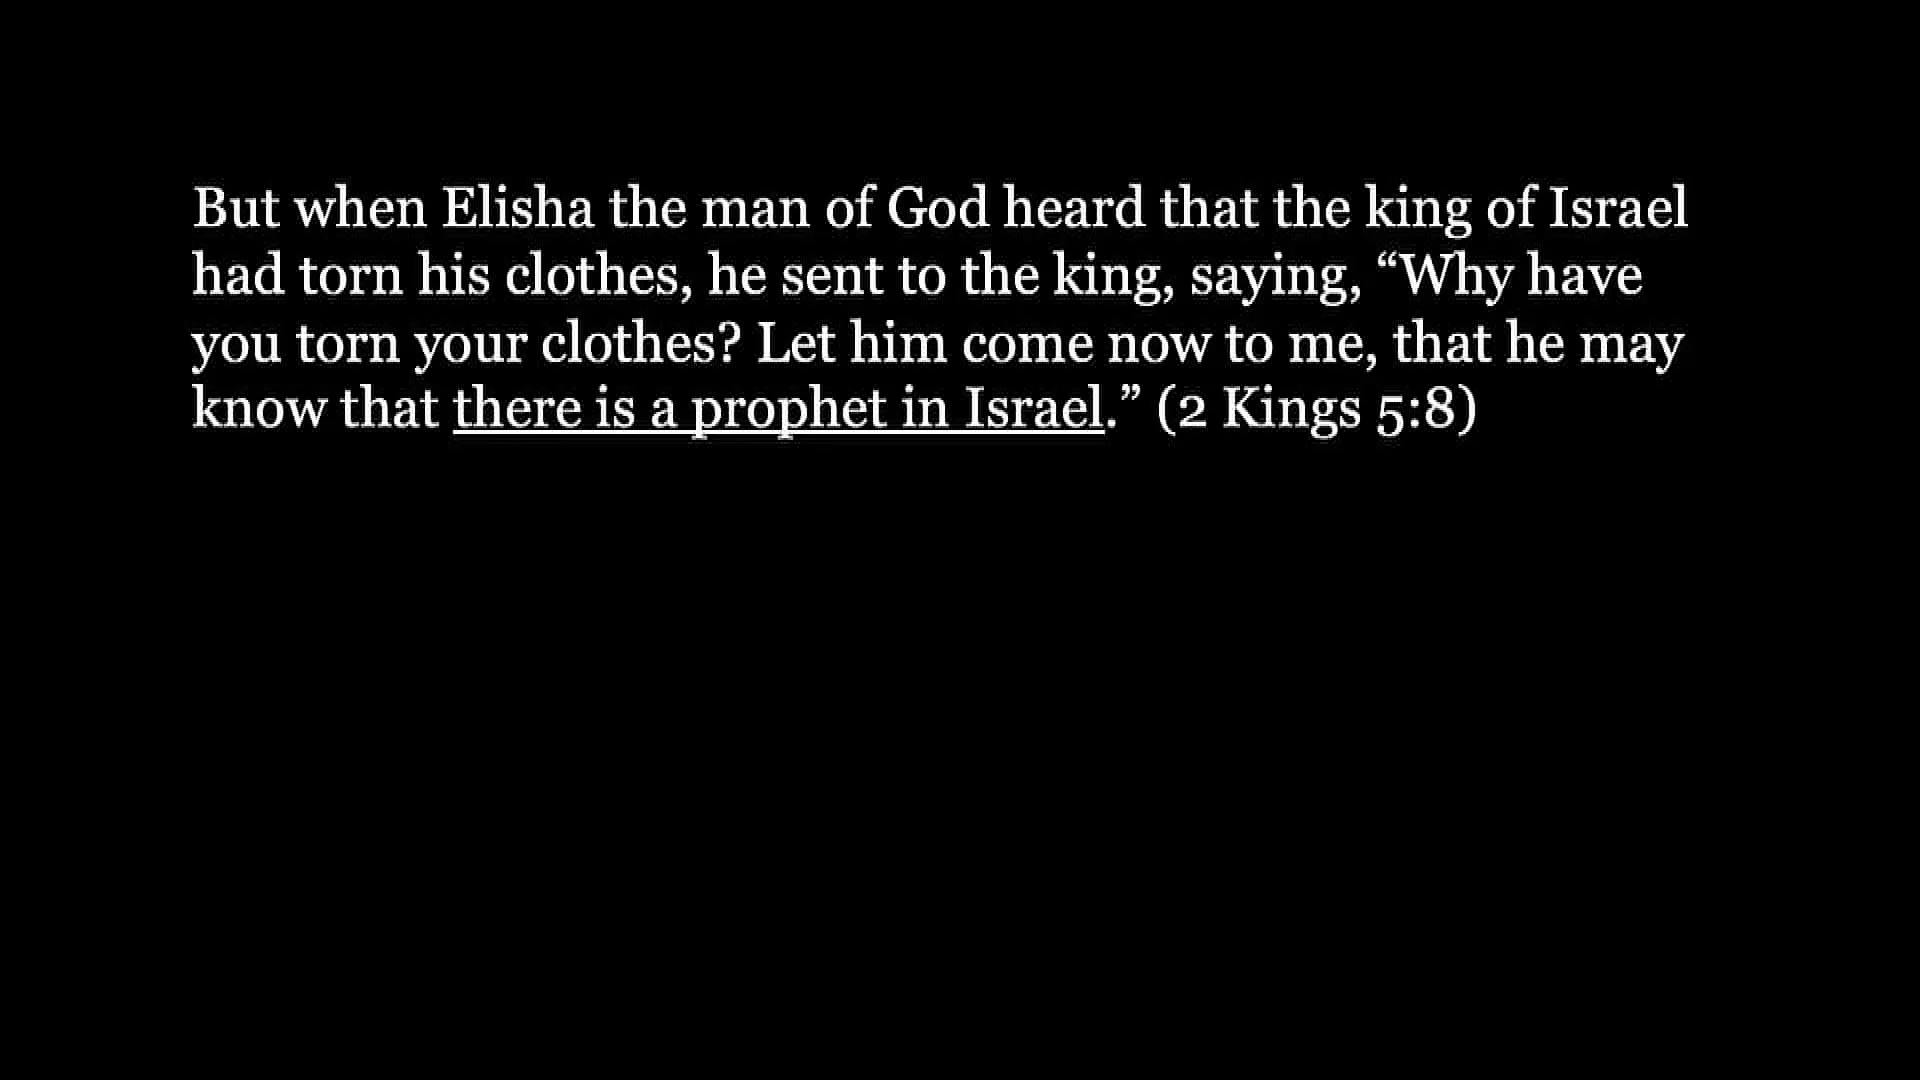 But when Elisha the man of God heard that the king of Israel
had torn his clothes, he sent to the king, saying, “Why have
you torn your clothes? Let him come now to me, that he may
know that there is a prophet in Israel.” (2 Kings 5:8)